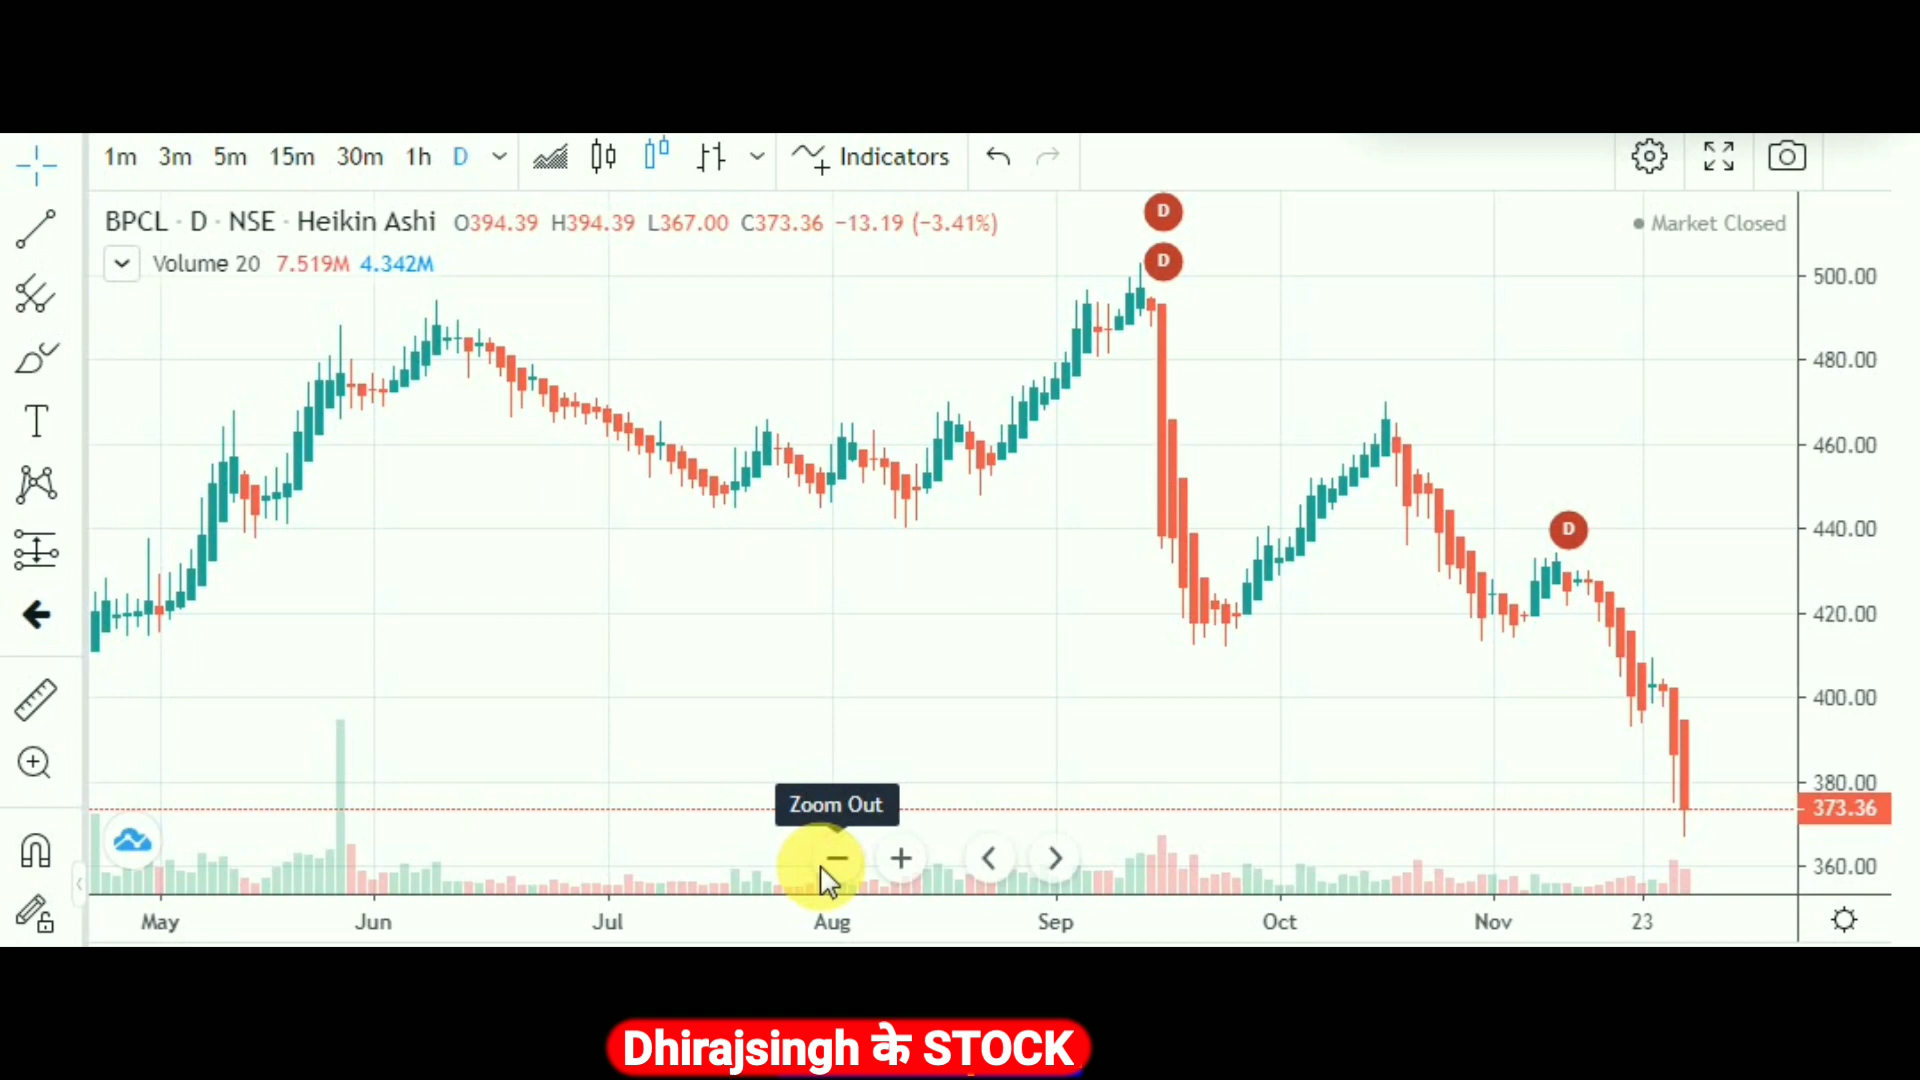 1m 3m 5m 15m 30m 1h D Indicators
BPCL · D · NSE · Heikin Ashi O394.39 H394.39 L367.00 C373.36 −13.19 (−3.41%)
Market Closed
Volume 20 7.519M 4.342M
D
D
D
500.00
480.00
460.00
440.00
420.00
400.00
380.00
373.36
360.00
Zoom Out
May Jun Jul Aug Sep Oct Nov 23
Dhirajsingh के STOCK